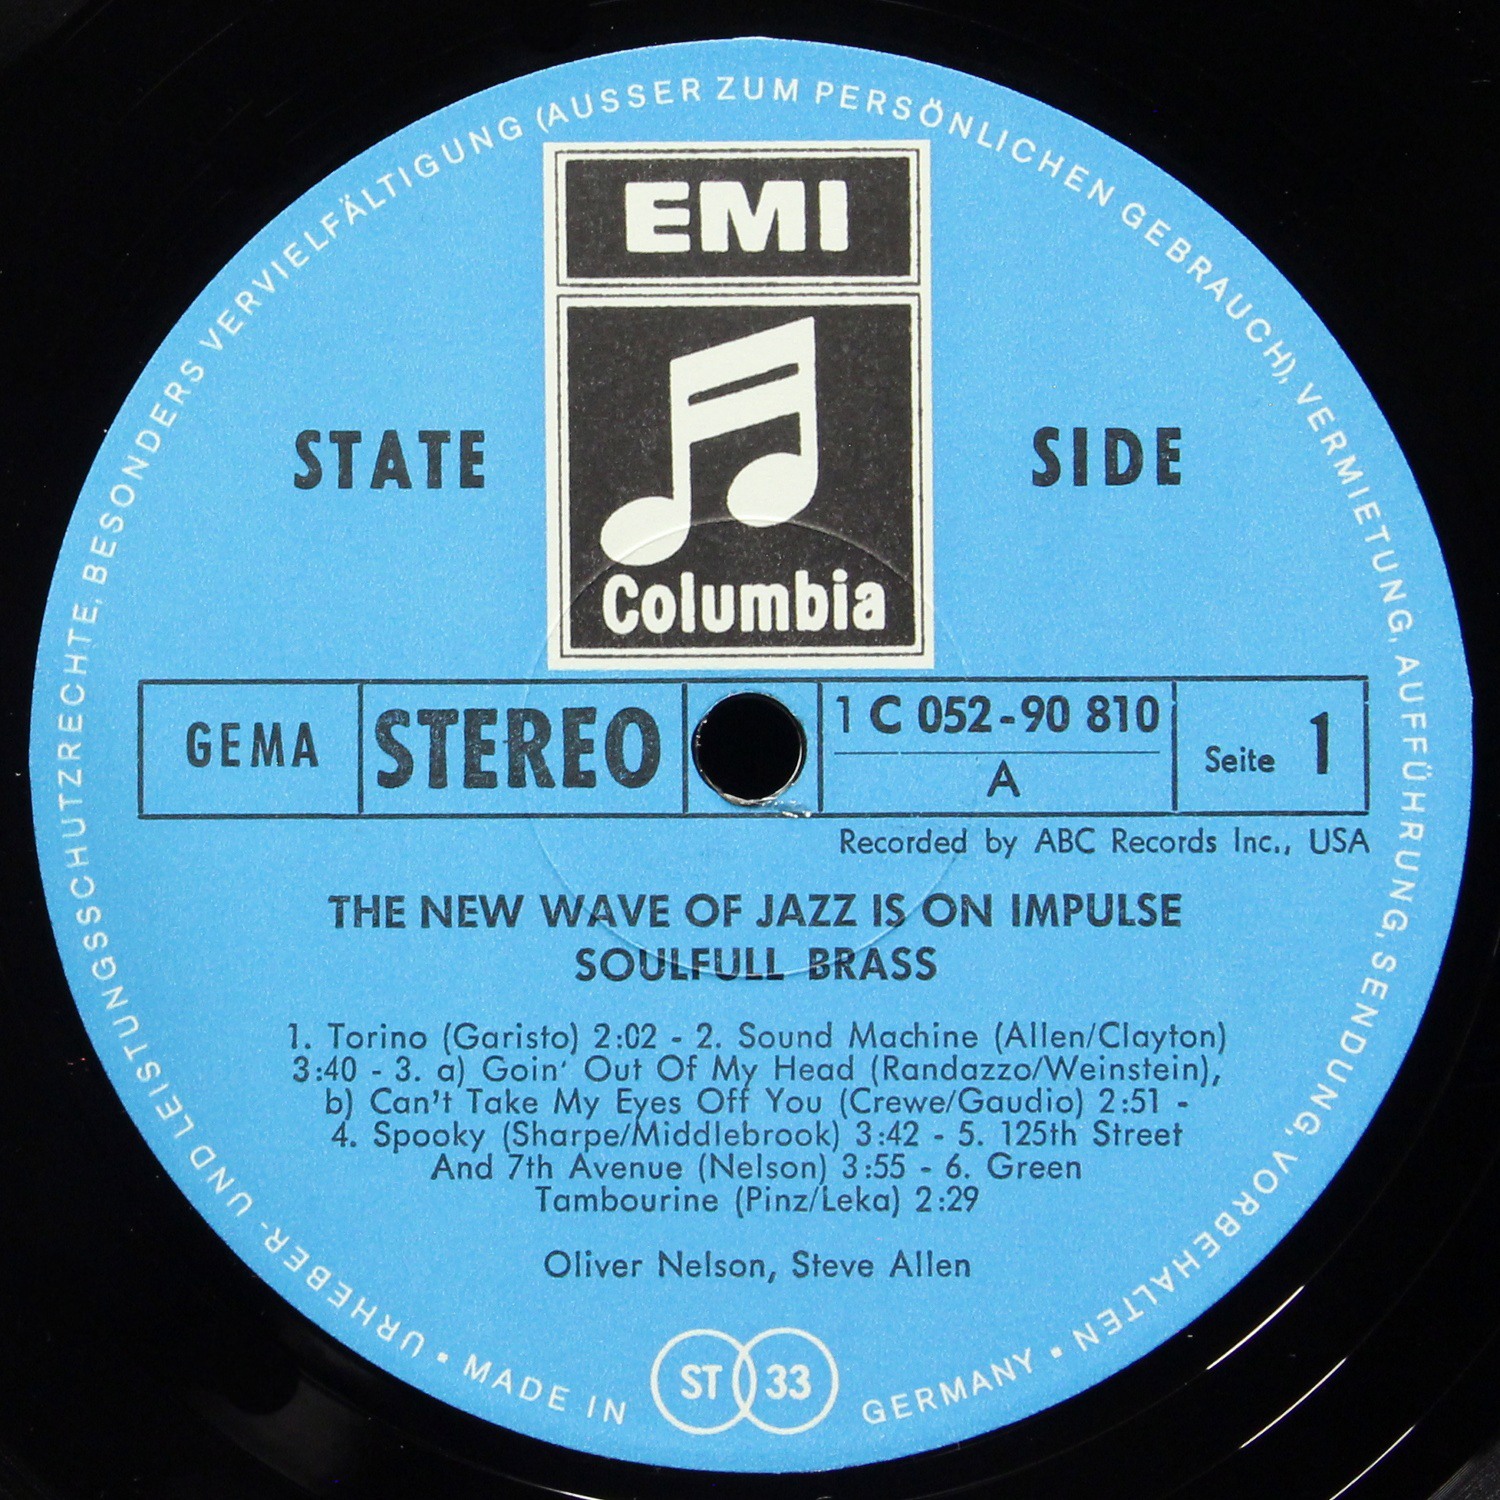 URHEBER- UND LEISTUNGSSCHUTZRECHTE, BESONDERS VERVIELFÄLTIGUNG (AUSSER ZUM PERSÖNLICHEN GEBRAUCH), VERMIETUNG, AUFFÜHRUNG, SENDUNG, VORBEHALTEN ▪
EMI
STATE SIDE
Columbia
GEMA STEREO 1 C 052-90 810
A
Seite 1
Recorded by ABC Records Inc., USA
THE NEW WAVE OF JAZZ IS ON IMPULSE
SOULFULL BRASS
1. Torino (Garisto) 2:02 - 2. Sound Machine (Allen/Clayton)
3:40 - 3. a) Goin' Out Of My Head (Randazzo/Weinstein),
b) Can't Take My Eyes Off You (Crewe/Gaudio) 2:51 -
4. Spooky (Sharpe/Middlebrook) 3:42 - 5. 125th Street
And 7th Avenue (Nelson) 3:55 - 6. Green
Tambourine (Pinz/Leka) 2:29
Oliver Nelson, Steve Allen
ST 33
▪ MADE IN GERMANY